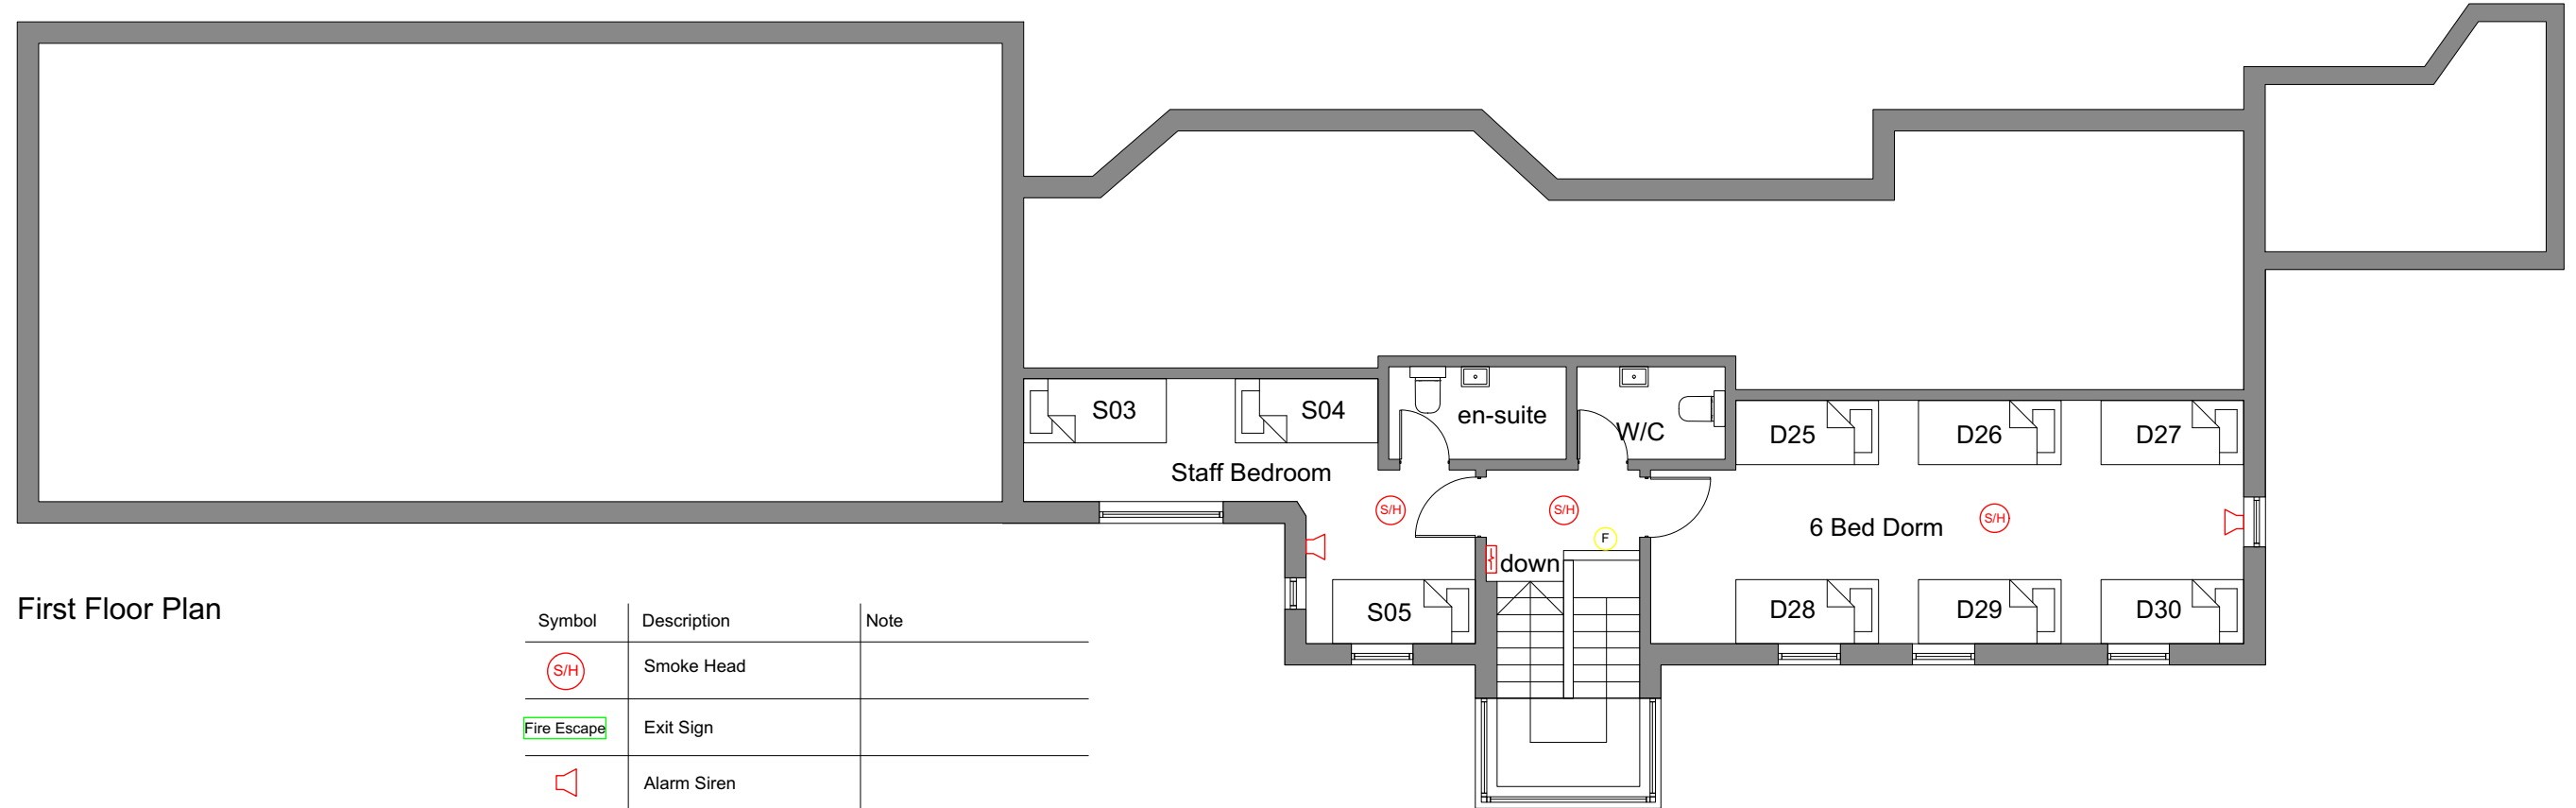 S03
S04
en-suite
W/C
D25
D26
D27
Staff Bedroom
S/H
S/H
S/H
6 Bed Dorm
F
down
S05
D28
D29
D30
First Floor Plan
Symbol Description Note
S/H Smoke Head
Fire Escape Exit Sign
Alarm Siren